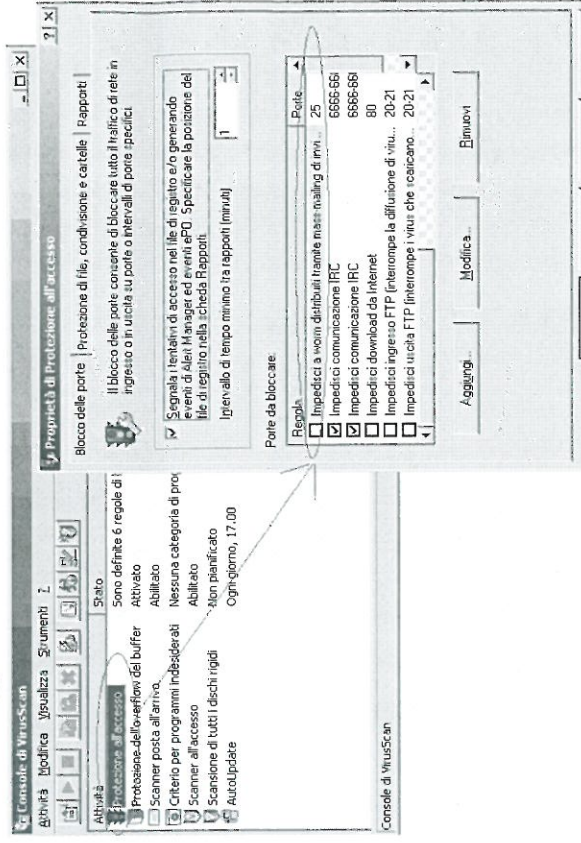 Console di VirusScan
Attività Modifica Visualizza Strumenti ?
Attività Stato
Protezione all'accesso Sono definite 6 regole di
Protezione dell'overflow del buffer Attivato
Scanner posta all'arrivo Abilitato
Criterio per programmi indesiderati Nessuna categoria di prog
Scanner all'accesso Abilitato
Scansione di tutti i dischi rigidi Non pianificato
AutoUpdate Ogni giorno, 17.00
Console di VirusScan
Proprietà di Protezione all'accesso
Blocco delle porte Protezione di file, condivisione e cartelle Rapporti
Il blocco delle porte consente di bloccare tutto il traffico di rete in
ingresso o in uscita su porte o intervalli di porte specifici.
Segnala i tentativi di accesso nel file di registro e/o generando
eventi di Alert Manager ed eventi ePO. Specificare la posizione del
file di registro nella scheda Rapporti.
Intervallo di tempo minimo tra rapporti (minuti) 1
Porte da bloccare:
Regola Porte
Impedisci a worm distribuiti tramite mass mailing di invi... 25
Impedisci comunicazione IRC 6666-666
Impedisci comunicazione IRC 6666-666
Impedisci download da Internet 80
Impedisci ingresso FTP (interrompe la diffusione di viru... 20-21
Impedisci uscita FTP (interrompe i virus che scaricano ... 20-21
Aggiungi... Modifica... Rimuovi